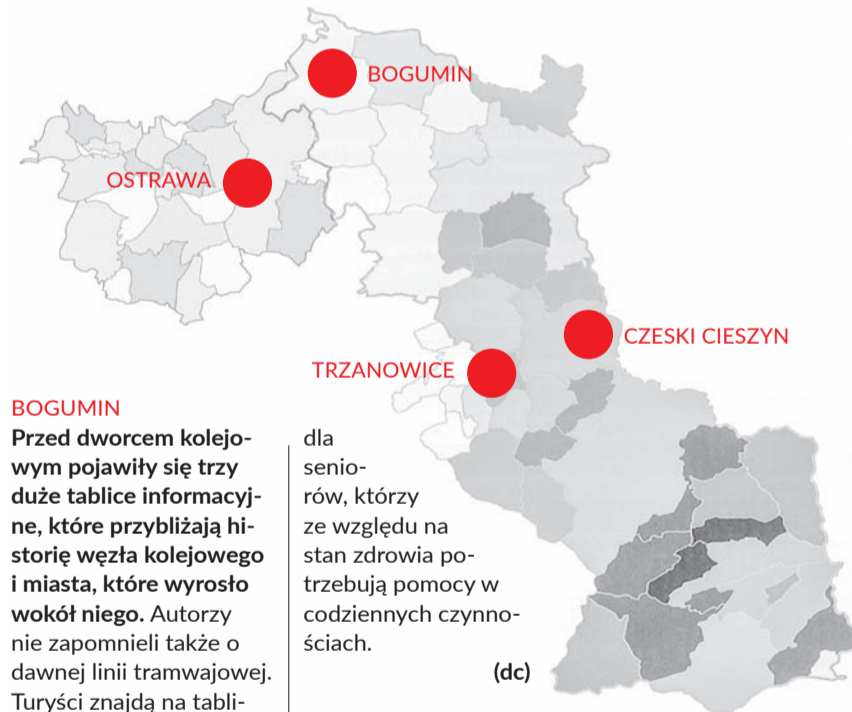 BOGUMIN
OSTRAWA
CZESKI CIESZYN
TRZANOWICE
BOGUMIN
Przed dworcem kolejo-
wym pojawiły się trzy
duże tablice informacyj-
ne, które przybliżają hi-
storię węzła kolejowego
i miasta, które wyrosło
wokół niego. Autorzy
nie zapomnieli także o
dawnej linii tramwajowej.
Turyści znajdą na tabli-
dla
senio-
rów, którzy
ze względu na
stan zdrowia po-
trzebują pomocy w
codziennych czynno-
ściach.
(dc)